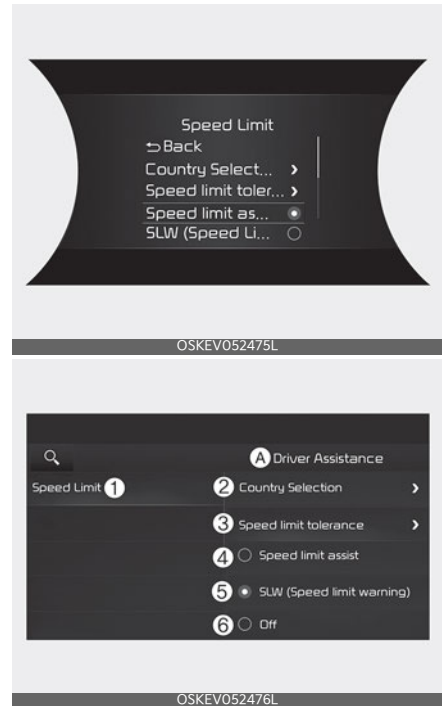 Speed Limit
Back
Country Select... >
Speed limit toler... >
Speed limit as...
SLW (Speed Li...
OSKEV052475L
A Driver Assistance
Speed Limit 1
2 Country Selection >
3 Speed limit tolerance >
4 Speed limit assist
5 SLW (Speed limit warning)
6 Off
OSKEV052476L